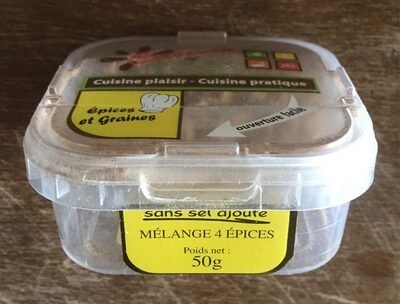 Cuisine plaisir - Cuisine pratique
Épices
et Graines
ouverture facile
sans sel ajouté
MÉLANGE 4 ÉPICES
Poids net :
50g